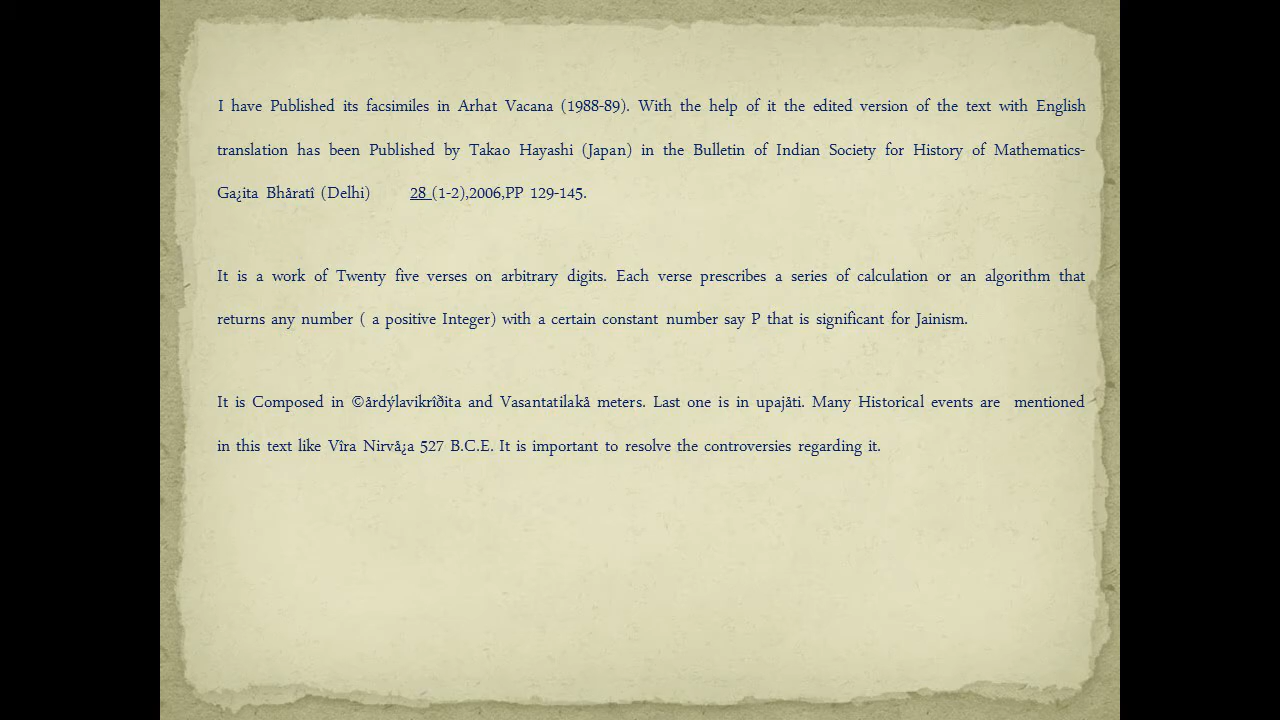 I have Published its facsimiles in Arhat Vacana (1988-89). With the help of it the edited version of the text with English
translation has been Published by Takao Hayashi (Japan) in the Bulletin of Indian Society for History of Mathematics-
Ga¿ita Bhåratî (Delhi) 28 (1-2),2006,PP 129-145.
It is a work of Twenty five verses on arbitrary digits. Each verse prescribes a series of calculation or an algorithm that
returns any number ( a positive Integer) with a certain constant number say P that is significant for Jainism.
It is Composed in ©årdÿlavikrîðita and Vasantatilakå meters. Last one is in upajåti. Many Historical events are mentioned
in this text like Vîra Nirvå¿a 527 B.C.E. It is important to resolve the controversies regarding it.